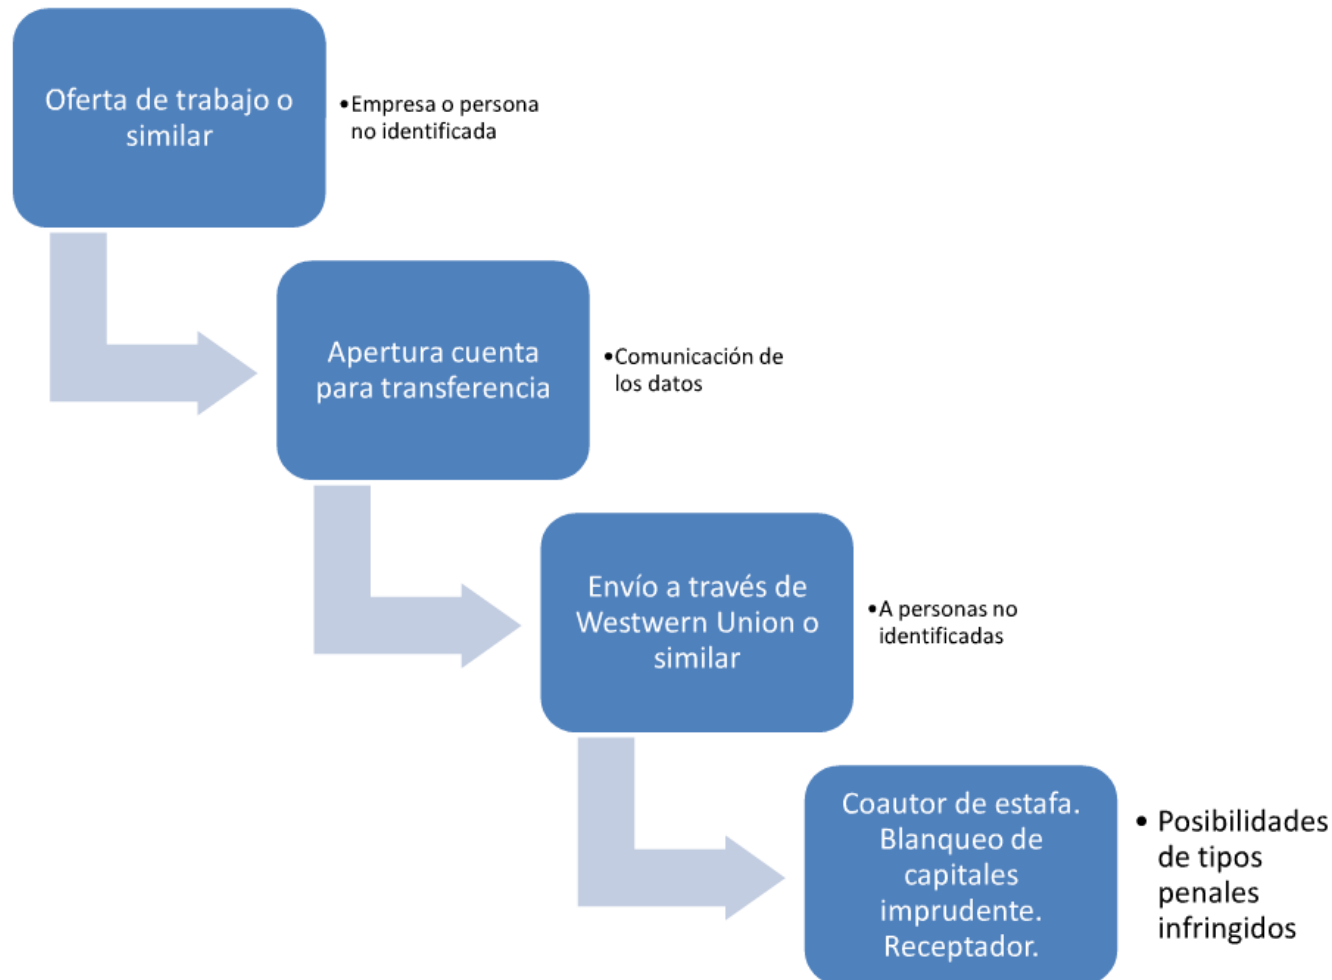 Oferta de trabajo o
similar
•Empresa o persona
no identificada
Apertura cuenta
para transferencia
•Comunicación de
los datos
Envío a través de
Westwern Union o
similar
•A personas no
identificadas
Coautor de estafa.
Blanqueo de
capitales
imprudente.
Receptador.
• Posibilidades
de tipos
penales
infringidos